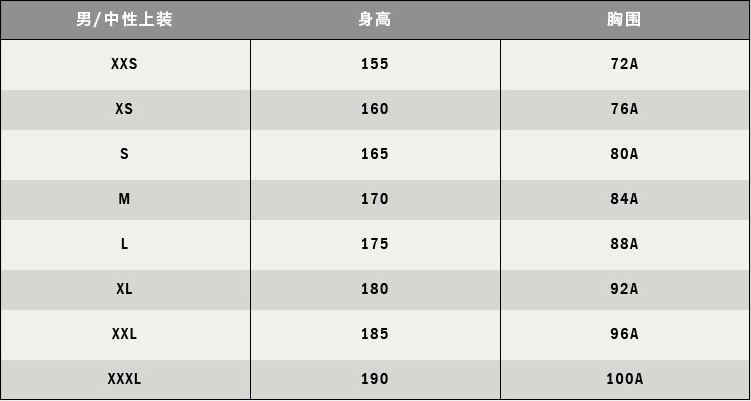 男/中性上装 身高 胸围
XXS 155 72A
XS 160 76A
S 165 80A
M 170 84A
L 175 88A
XL 180 92A
XXL 185 96A
XXXL 190 100A